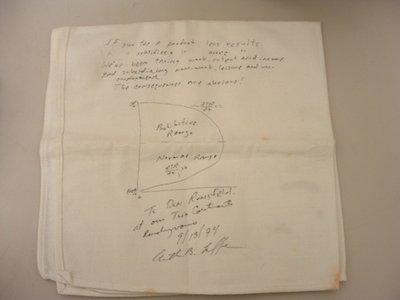 If you tax a product less results
If " subsidize " " more "
We've been taxing work, output and income
and subsidizing non-work, leisure and un-
employment.
The consequences are obvious!
Prohibitive
Range
Normal Range
To Don Rumsfeld
at our Two Continents
Rendezvous
9/13/74
Arthur B. Laffer